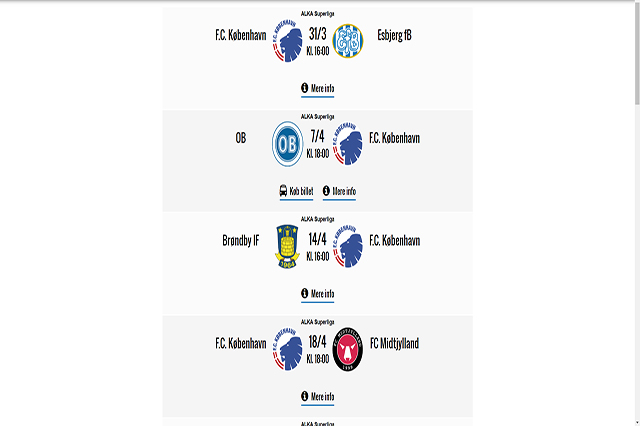 ALKA Superliga
F.C. København 31/3 Esbjerg fB
Kl. 16:00
Mere info
ALKA Superliga
OB OB 7/4 F.C. København
Kl. 18:00
Køb billet Mere info
ALKA Superliga
Brøndby IF 14/4 F.C. København
Kl. 16:00
Mere info
ALKA Superliga
F.C. København 18/4 FC Midtjylland
Kl. 18:00
Mere info
ALKA Superliga